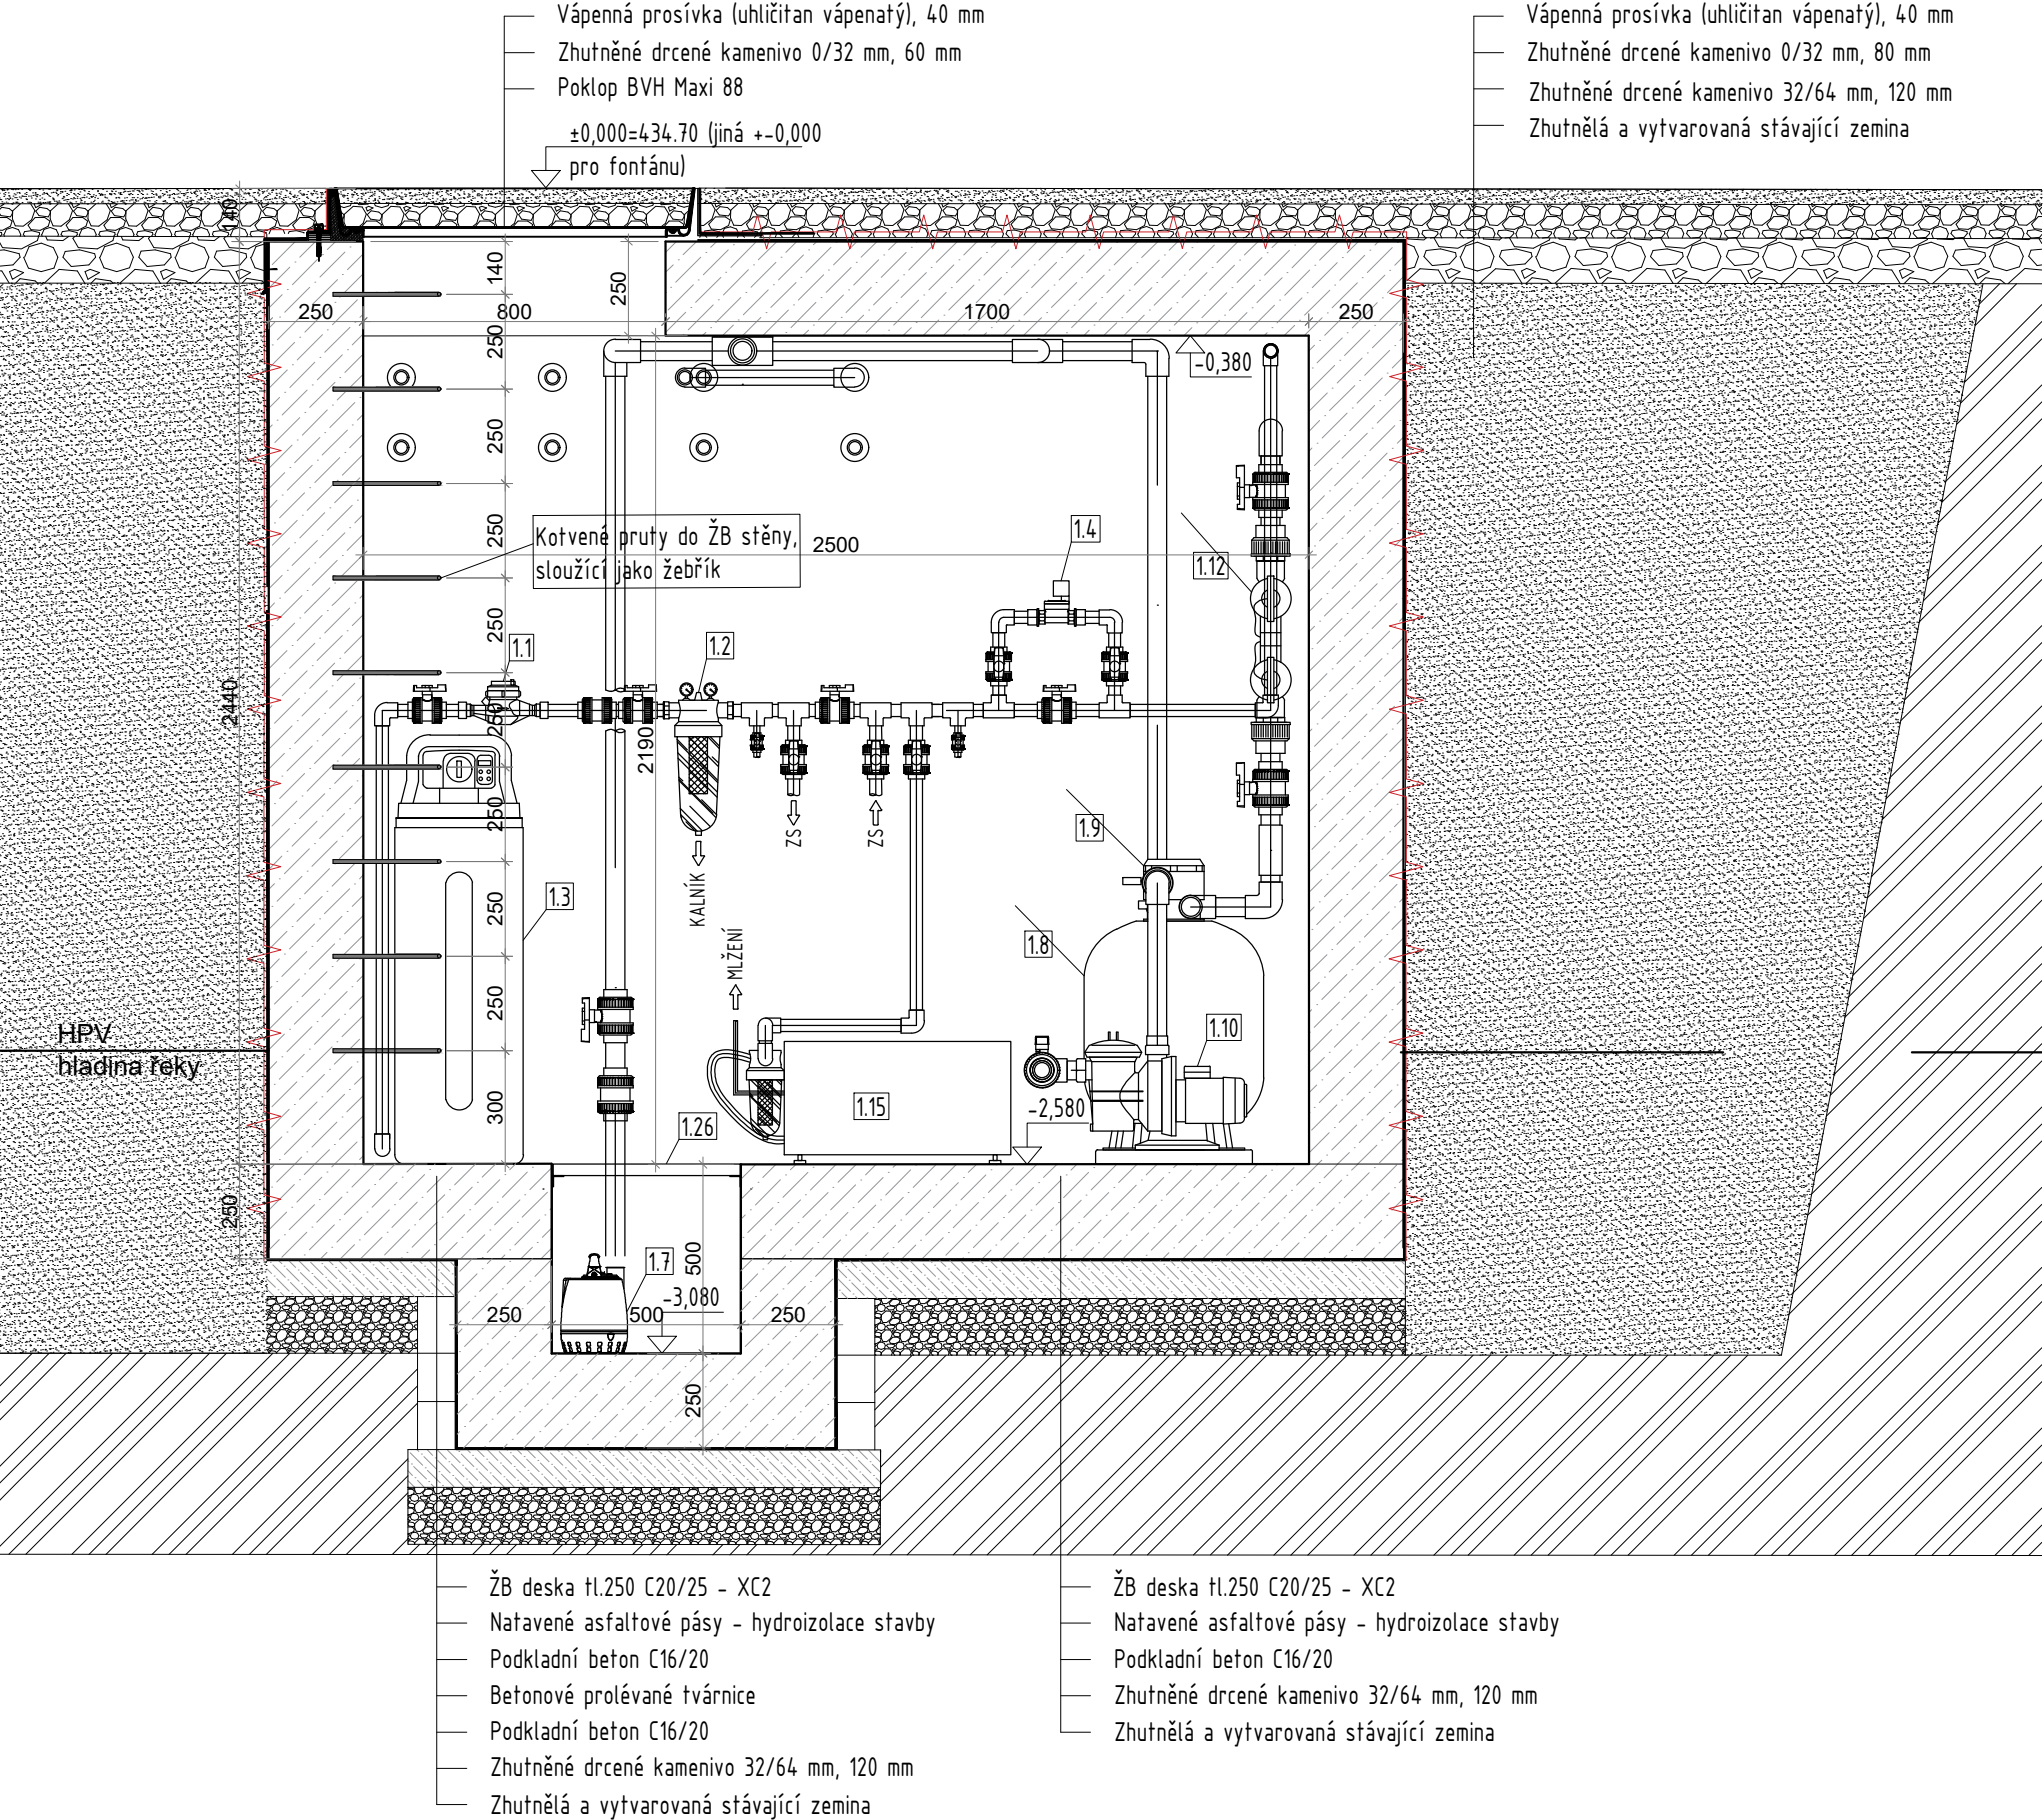 Vápenná prosívka (uhličitan vápenatý), 40 mm
Zhutněné drcené kamenivo 0/32 mm, 60 mm
Poklop BVH Maxi 88
±0,000=434.70 (jiná +-0,000
pro fontánu)
Vápenná prosívka (uhličitan vápenatý), 40 mm
Zhutněné drcené kamenivo 0/32 mm, 80 mm
Zhutněné drcené kamenivo 32/64 mm, 120 mm
Zhutnělá a vytvarovaná stávající zemina
140
140
250
250
800
1700
250
250
-0,380
250
250
Kotvené pruty do ŽB stěny,
sloužící jako žebřík
2500
1.4
1.12
250
1.1
1.2
2440
250
2190
250
ZS
ZS
1.9
KALNÍK
1.3
250
MLŽENÍ
1.8
250
HPV
hladina řeky
1.10
300
1.26
1.15
-2,580
250
1.7
500
-3,080
250
500
250
250
ŽB deska tl.250 C20/25 - XC2
Natavené asfaltové pásy - hydroizolace stavby
Podkladní beton C16/20
Betonové prolévané tvárnice
Podkladní beton C16/20
Zhutněné drcené kamenivo 32/64 mm, 120 mm
Zhutnělá a vytvarovaná stávající zemina
ŽB deska tl.250 C20/25 - XC2
Natavené asfaltové pásy - hydroizolace stavby
Podkladní beton C16/20
Zhutněné drcené kamenivo 32/64 mm, 120 mm
Zhutnělá a vytvarovaná stávající zemina